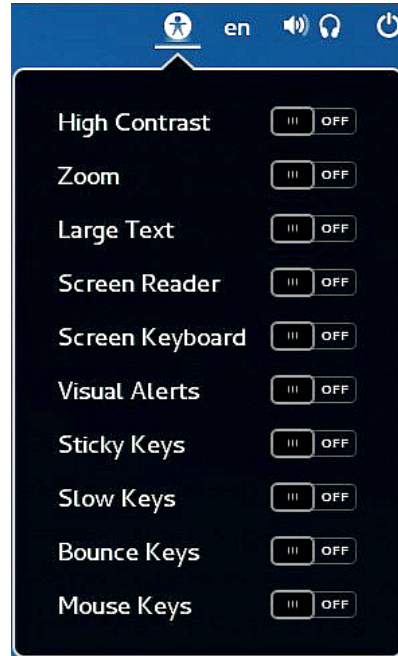 en
High Contrast OFF
Zoom OFF
Large Text OFF
Screen Reader OFF
Screen Keyboard OFF
Visual Alerts OFF
Sticky Keys OFF
Slow Keys OFF
Bounce Keys OFF
Mouse Keys OFF